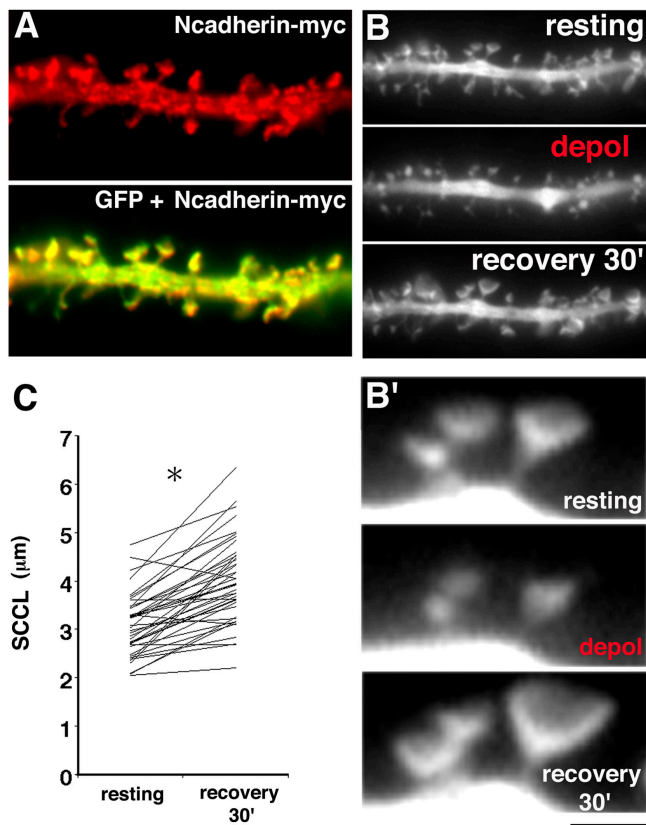 A
Ncadherin-myc
GFP + Ncadherin-myc
B
resting
depol
recovery 30'
C
7
6
5
4
3
2
1
0
SCCL (μm)
*
resting
recovery
30'
B'
resting
depol
recovery
30'